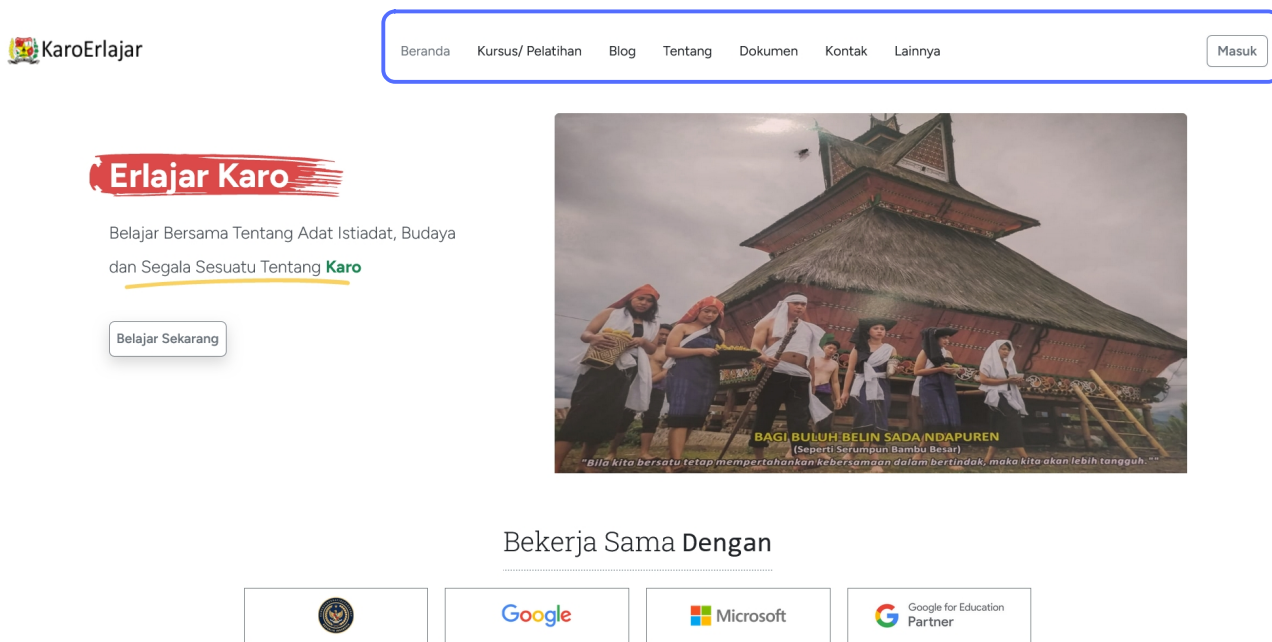 KaroErlajar
Beranda Kursus/ Pelatihan Blog Tentang Dokumen Kontak Lainnya Masuk
Erlajar Karo
Belajar Bersama Tentang Adat Istiadat, Budaya
dan Segala Sesuatu Tentang Karo
Belajar Sekarang
BAGI BULUH BELIN SADA NDAPUREN
(Seperti Serumpun Bambu Besar)
"Bila kita bersatu tetap mempertahankan kebersamaan dalam bertindak, maka kita akan lebih tangguh.""
Bekerja Sama Dengan
Google
Microsoft
Google for Education
Partner